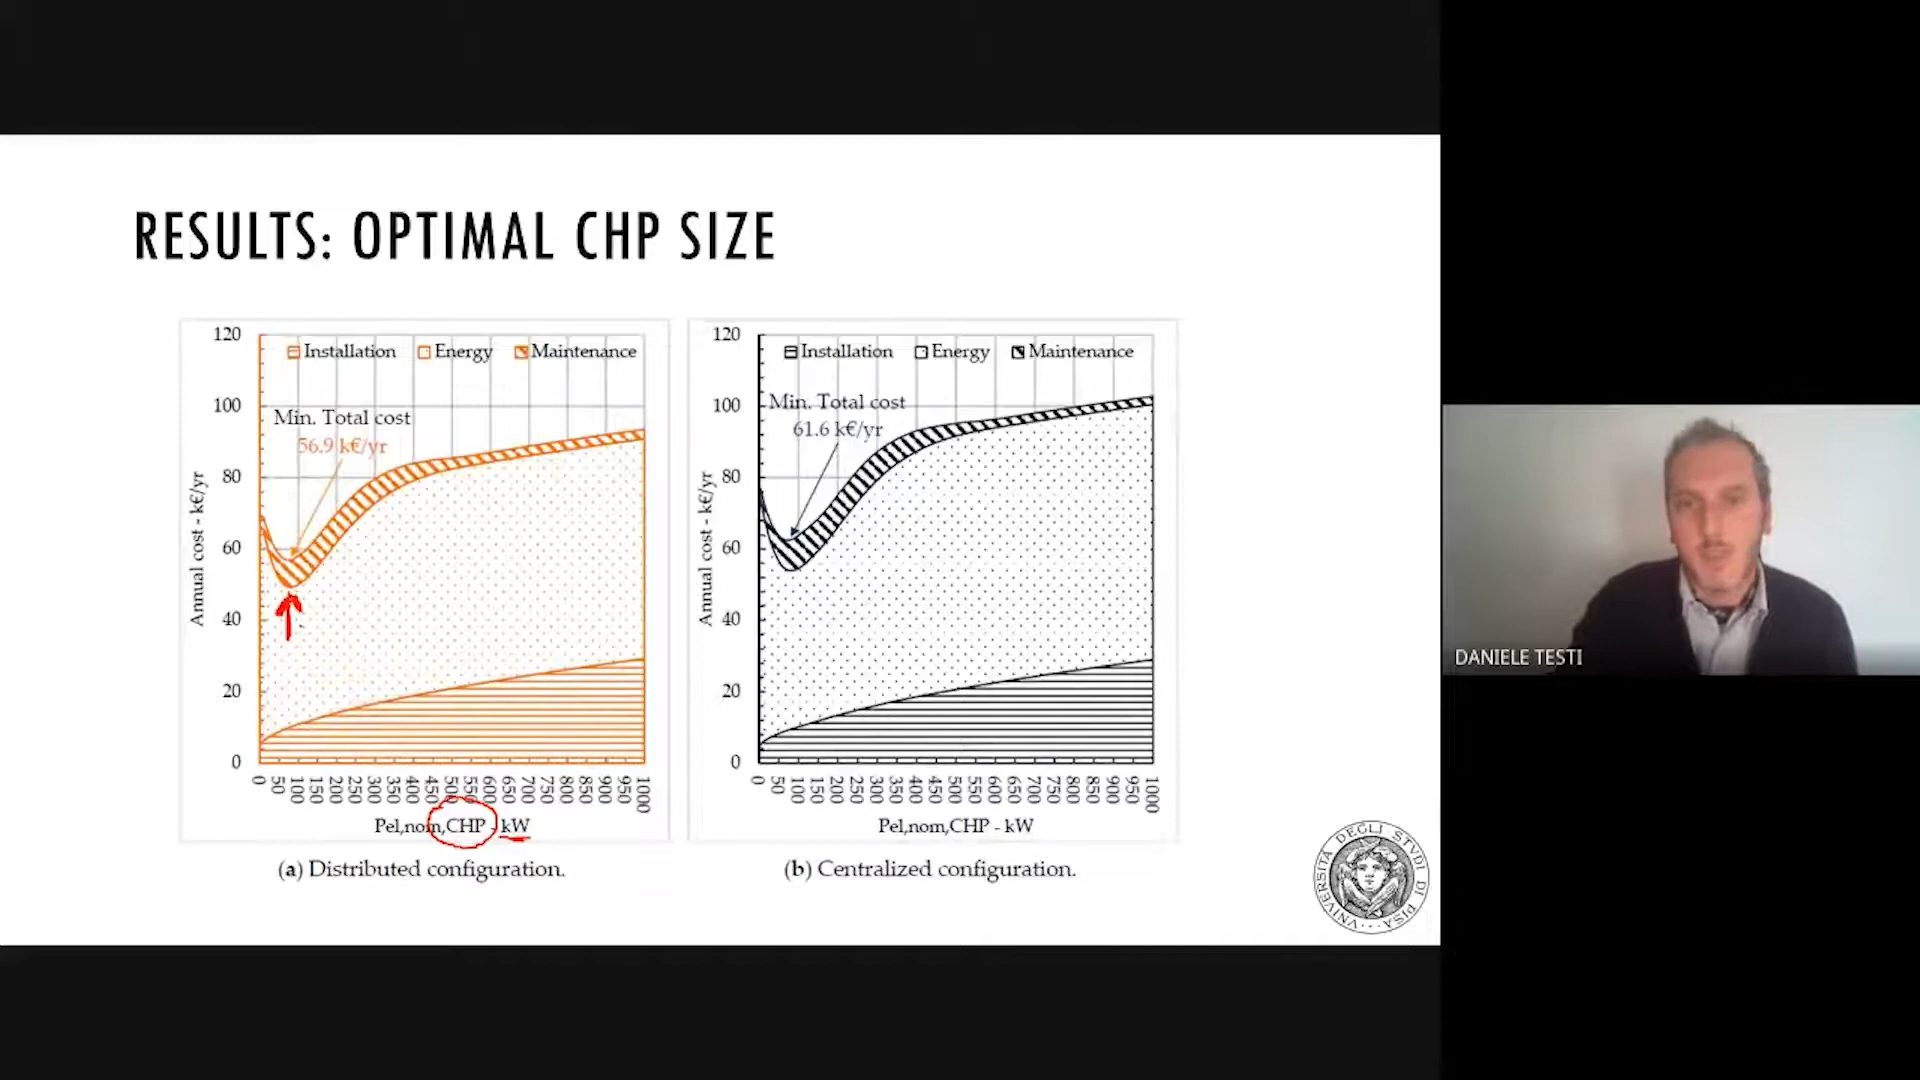 RESULTS: OPTIMAL CHP SIZE
120
100
80
60
40
20
0
Annual cost - k€/yr
Installation Energy Maintenance
Min. Total cost
56.9 k€/yr
0 50 100 150 200 250 300 350 400 450 500 550 600 650 700 750 800 850 900 950 1000
Pel,nom,CHP - kW
(a) Distributed configuration.
120
100
80
60
40
20
0
Annual cost - k€/yr
Installation Energy Maintenance
Min. Total cost
61.6 k€/yr
0 50 100 150 200 250 300 350 400 450 500 550 600 650 700 750 800 850 900 950 1000
Pel,nom,CHP - kW
(b) Centralized configuration.
VNIVERSITÀ DEGLI STVDI DI PISA
DANIELE TESTI